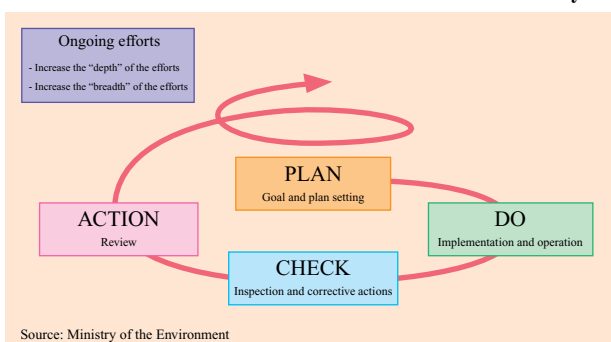 Ongoing efforts
- Increase the “depth” of the efforts
- Increase the “breadth” of the efforts
PLAN
Goal and plan setting
ACTION
Review
DO
Implementation and operation
CHECK
Inspection and corrective actions
Source: Ministry of the Environment